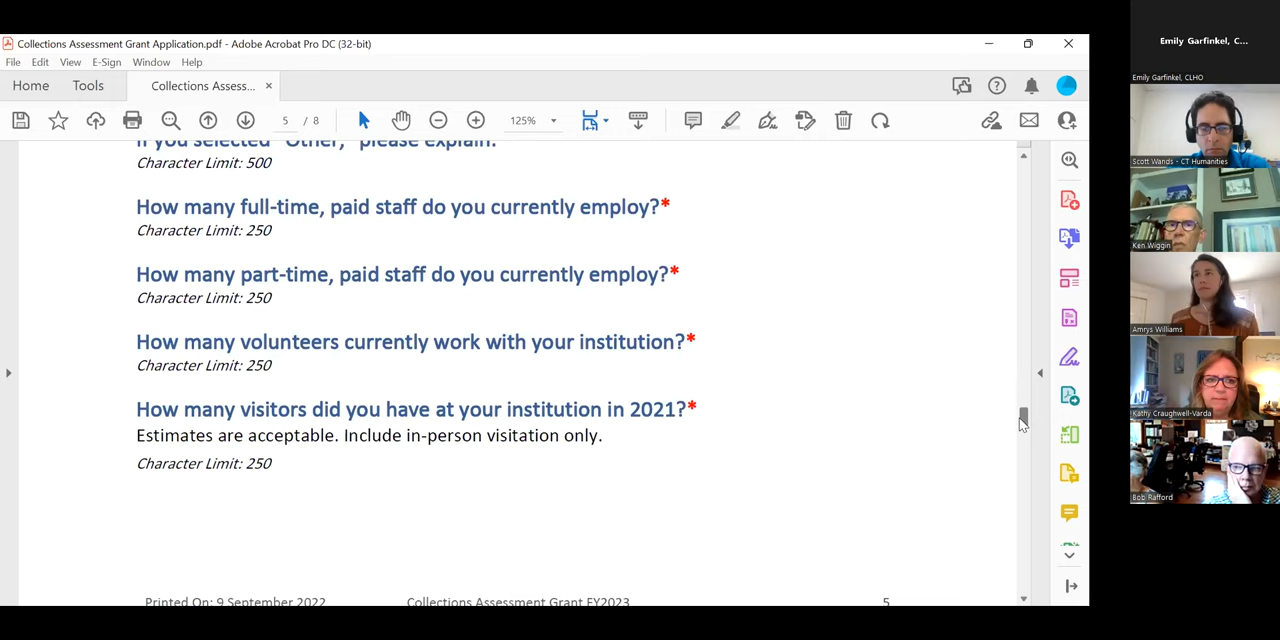 Collections Assessment Grant Application.pdf - Adobe Acrobat Pro DC (32-bit)
File Edit View E-Sign Window Help
Home Tools Collections Assess... ×
5 / 8 125%
If you selected "Other," please explain.
Character Limit: 500
How many full-time, paid staff do you currently employ?*
Character Limit: 250
How many part-time, paid staff do you currently employ?*
Character Limit: 250
How many volunteers currently work with your institution?*
Character Limit: 250
How many visitors did you have at your institution in 2021?*
Estimates are acceptable. Include in-person visitation only.
Character Limit: 250
Printed On: 9 September 2022 Collections Assessment Grant FY2023 5
Emily Garfinkel, C...
Emily Garfinkel, CLHO
Scott Wands - CT Humanities
Ken Wiggin
Amrys Williams
Kathy Craughwell-Varda
Bob Rafford